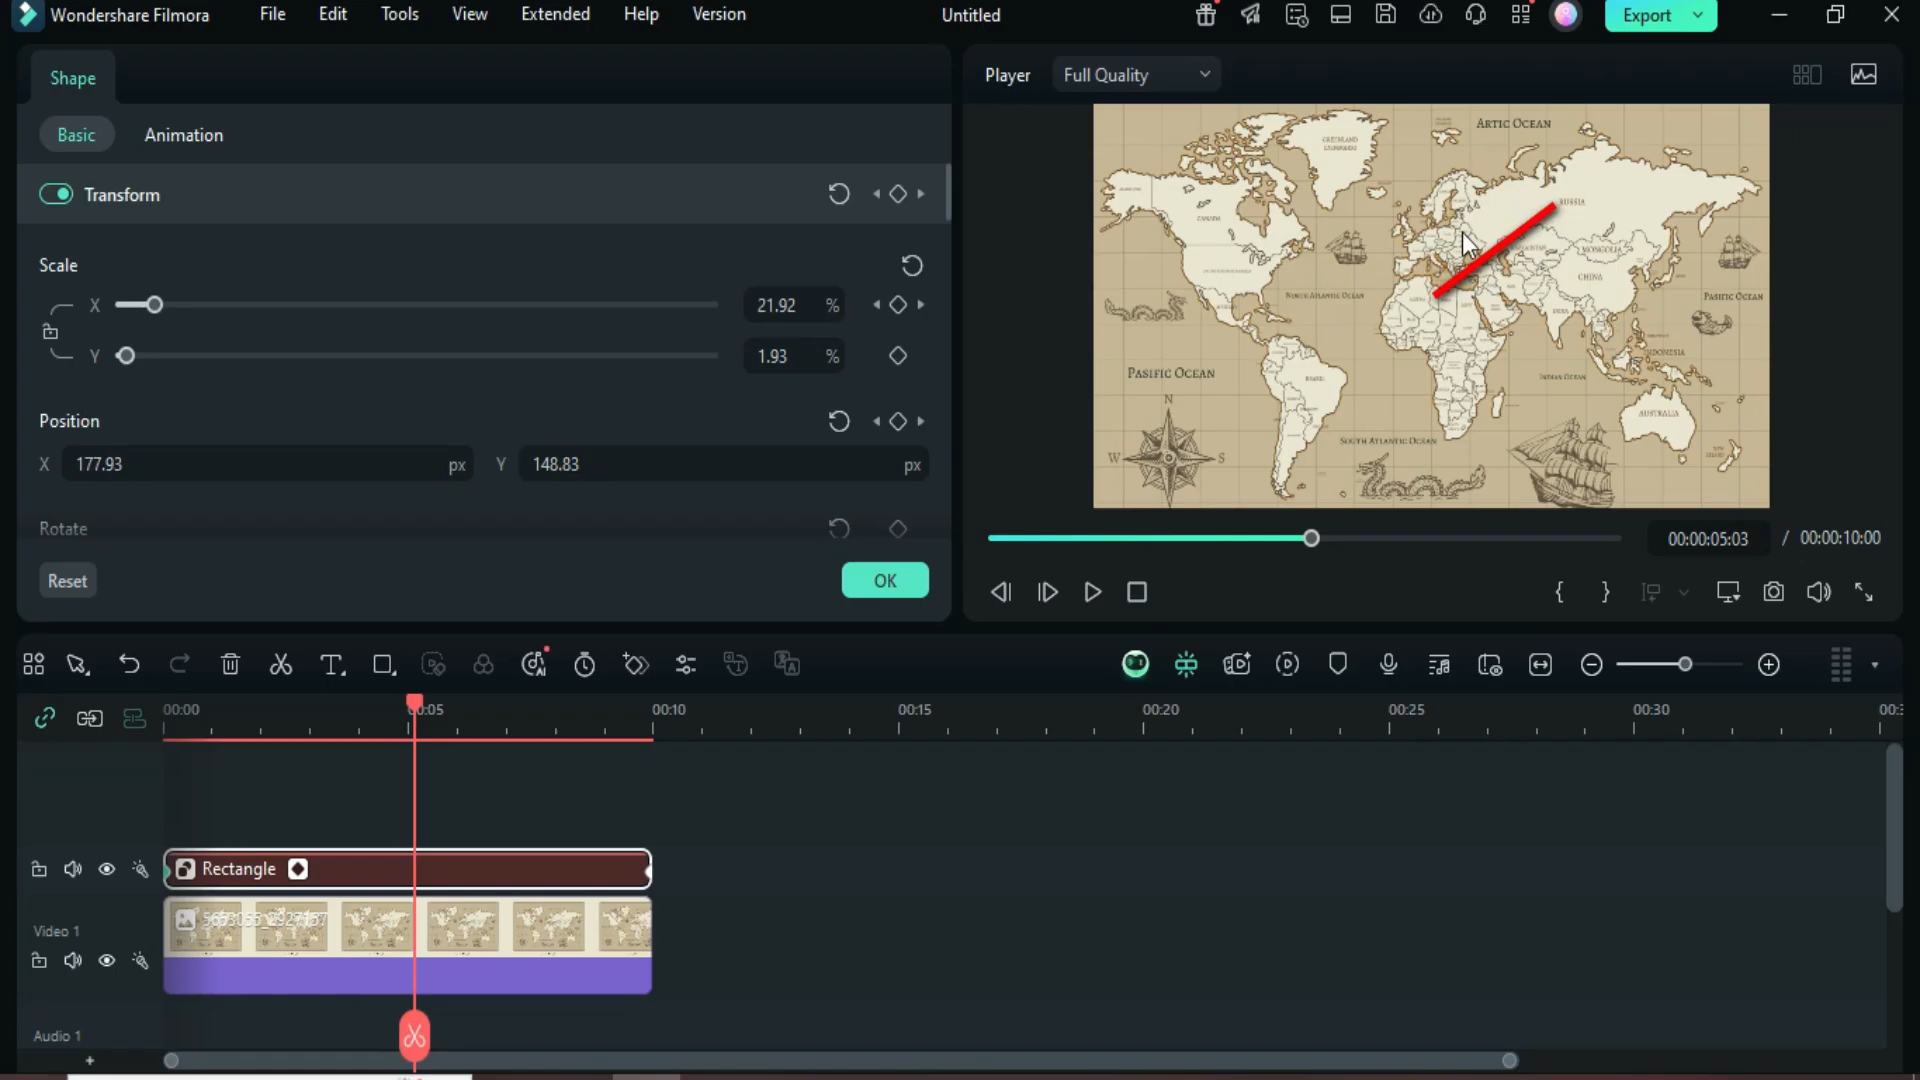 Wondershare Filmora
File
Edit
Tools
View
Extended
Help
Version
Untitled
Export
Shape
Player
Full Quality
Basic
Animation
Transform
Scale
X
21.92
%
Y
1.93
%
Position
X
177.93
px
Y
148.83
px
Rotate
Reset
OK
ARTIC OCEAN
CANADA
RUSSIA
MONGOLIA
CHINA
INDIA
NORTH ATLANTIC OCEAN
PASIFIC OCEAN
INDONESIA
PASIFIC OCEAN
BRASIL
INDIAN OCEAN
AUSTRALIA
SOUTH ATLANTIC OCEAN
N
W
S
00:00:05:03
/
00:00:10:00
00:00
00:05
00:10
00:15
00:20
00:25
00:30
Rectangle
Video 1
Audio 1